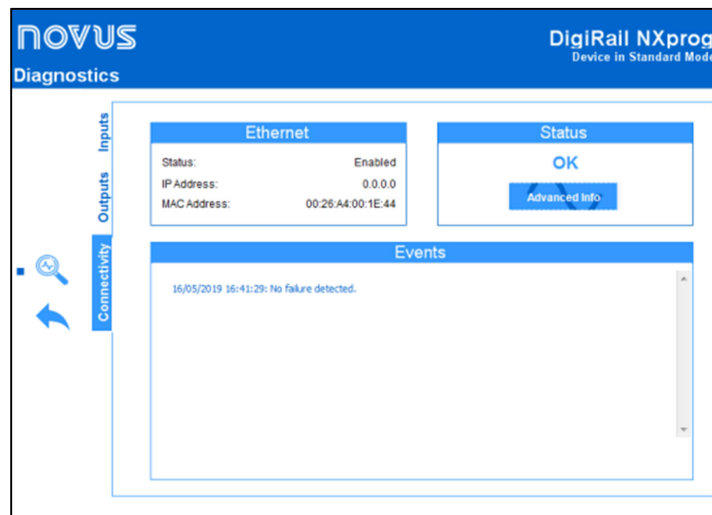 novus
DigiRail NXprog
Device in Standard Mode
Diagnostics
Inputs
Outputs
Connectivity
Ethernet
Status: Enabled
IP Address: 0.0.0.0
MAC Address: 00:26:A4:00:1E:44
Status
OK
Advanced Info
Events
16/05/2019 16:41:29: No failure detected.